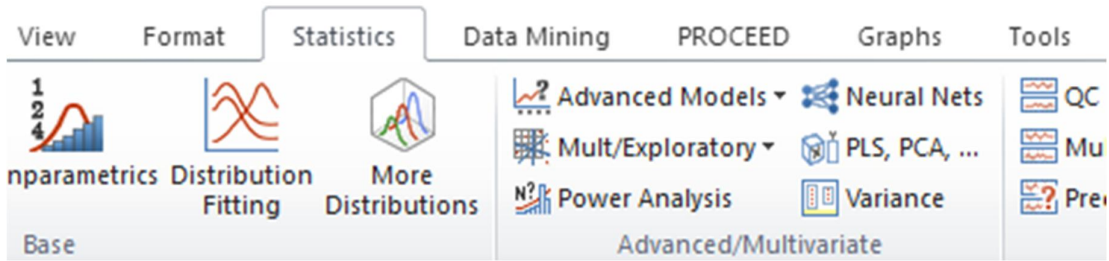 View Format Statistics Data Mining PROCEED Graphs Tools
1
2
4
nparametrics
Distribution
Fitting
More
Distributions
Base
Advanced Models
Mult/Exploratory
N? Power Analysis
Neural Nets
PLS, PCA, ...
Variance
Advanced/Multivariate
QC
Mu
Pre